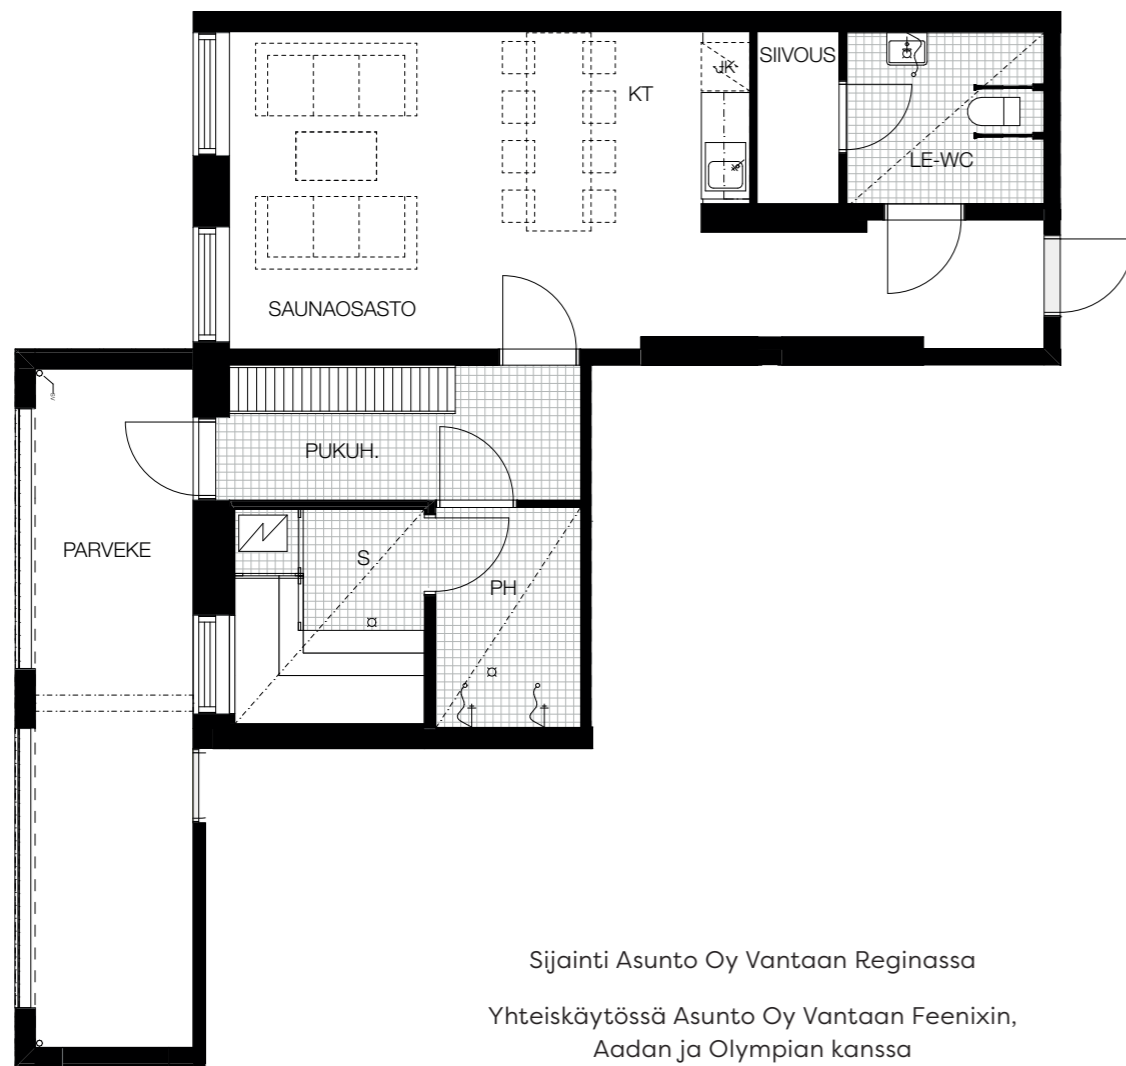 SIIVOUS
JK
KT
LE-WC
SAUNAOSASTO
PUKUH.
PARVEKE
S
PH
Sijainti Asunto Oy Vantaan Reginassa
Yhteiskäytössä Asunto Oy Vantaan Feenixin,
Aadan ja Olympian kanssa